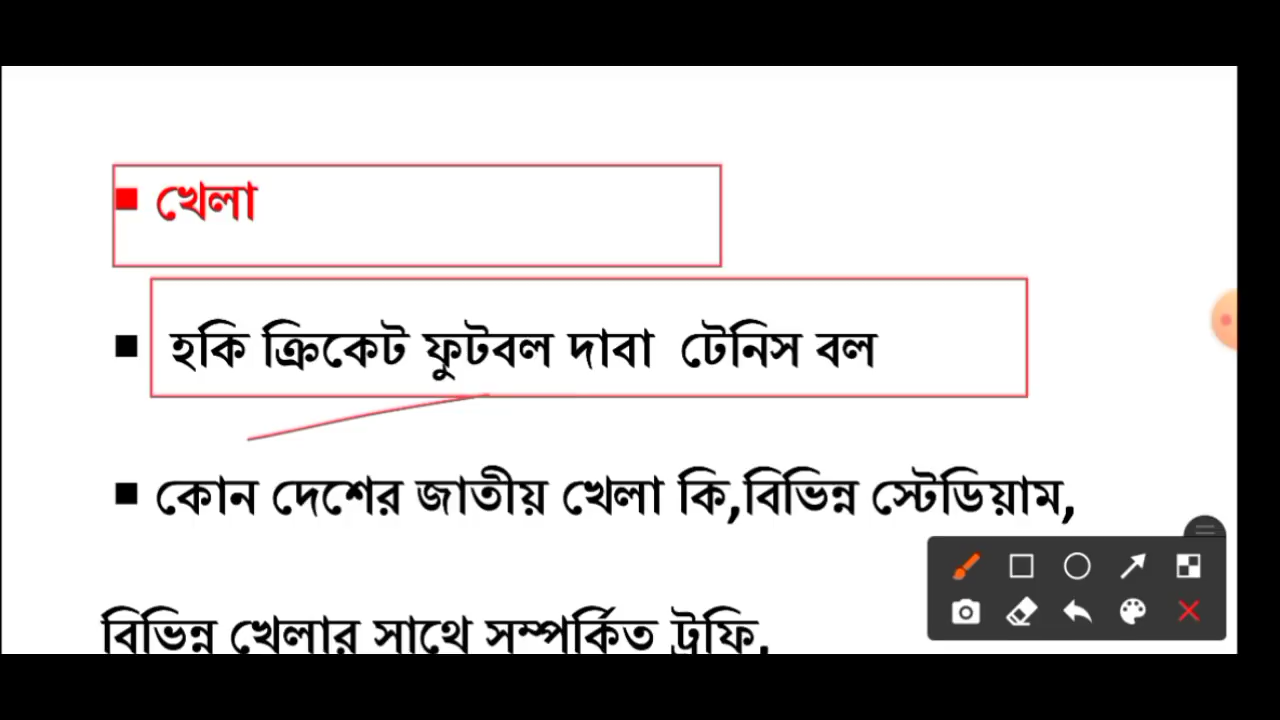 খেলা
হকি ক্রিকেট ফুটবল দাবা টেনিস বল
কোন দেশের জাতীয় খেলা কি,বিভিন্ন স্টেডিয়াম,
বিভিন্ন খেলার সাথে সম্পর্কিত ট্রফি,